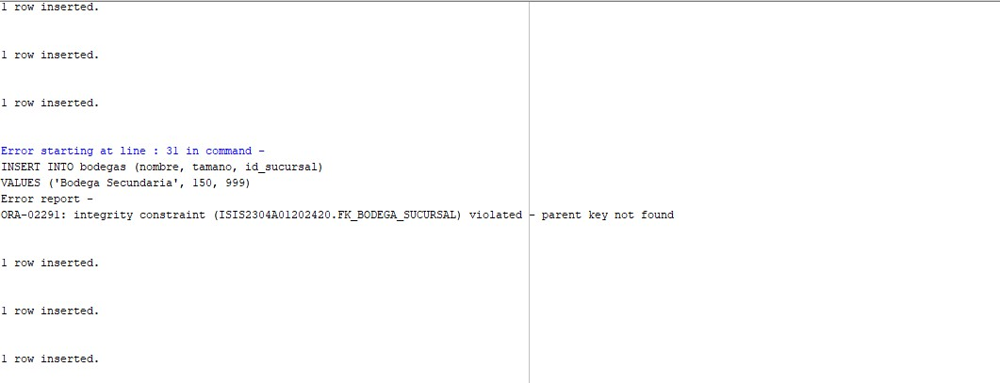 1 row inserted.
1 row inserted.
1 row inserted.
Error starting at line : 31 in command -
INSERT INTO bodegas (nombre, tamano, id_sucursal)
VALUES ('Bodega Secundaria', 150, 999)
Error report -
ORA-02291: integrity constraint (ISIS2304A01202420.FK_BODEGA_SUCURSAL) violated - parent key not found
1 row inserted.
1 row inserted.
1 row inserted.